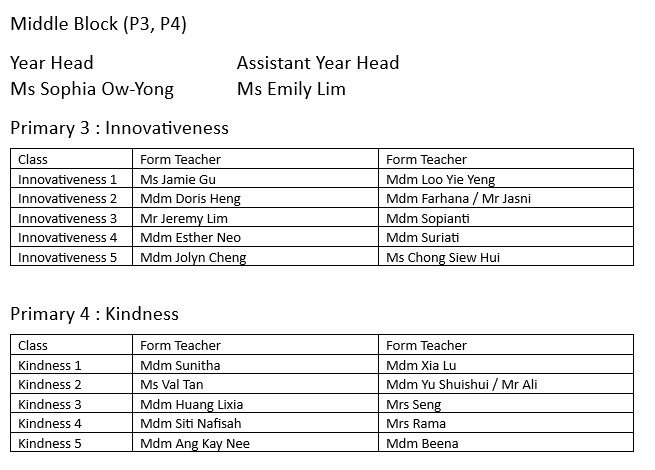 Middle Block (P3, P4)
Year Head Assistant Year Head
Ms Sophia Ow-Yong Ms Emily Lim
Primary 3 : Innovativeness
Class Form Teacher Form Teacher
Innovativeness 1 Ms Jamie Gu Mdm Loo Yie Yeng
Innovativeness 2 Mdm Doris Heng Mdm Farhana / Mr Jasni
Innovativeness 3 Mr Jeremy Lim Mdm Sopianti
Innovativeness 4 Mdm Esther Neo Mdm Suriati
Innovativeness 5 Mdm Jolyn Cheng Ms Chong Siew Hui
Primary 4 : Kindness
Class Form Teacher Form Teacher
Kindness 1 Mdm Sunitha Mdm Xia Lu
Kindness 2 Ms Val Tan Mdm Yu Shuishui / Mr Ali
Kindness 3 Mdm Huang Lixia Mrs Seng
Kindness 4 Mdm Siti Nafisah Mrs Rama
Kindness 5 Mdm Ang Kay Nee Mdm Beena